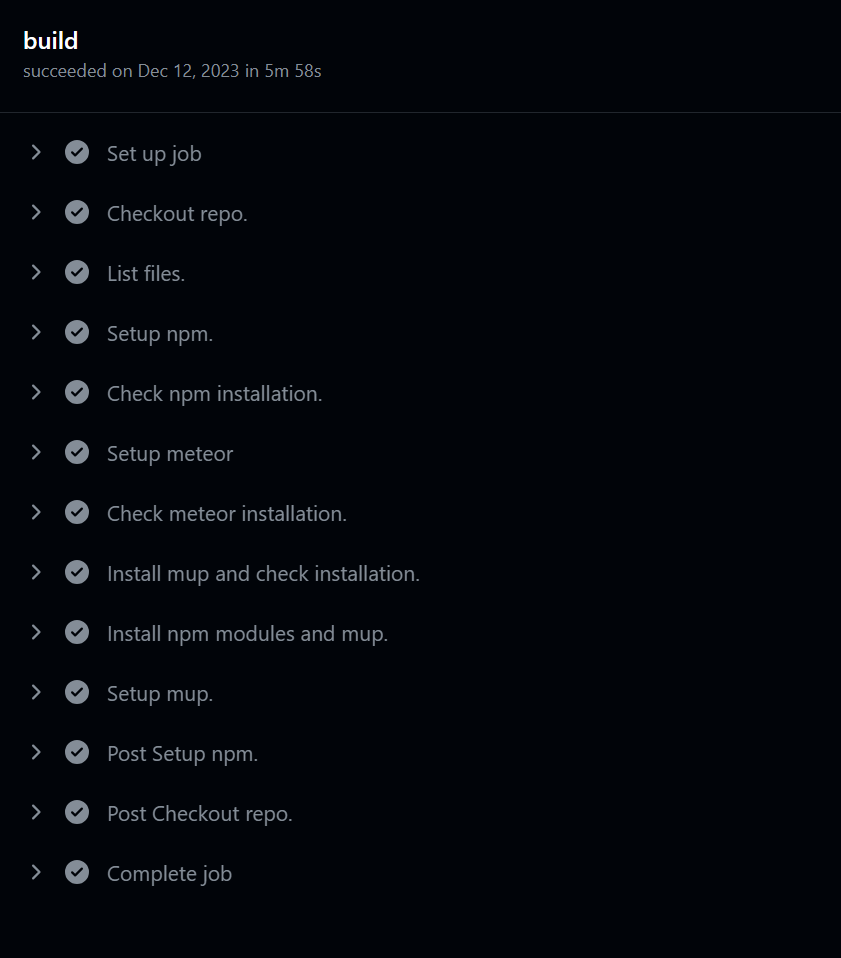 build
succeeded on Dec 12, 2023 in 5m 58s
Set up job
Checkout repo.
List files.
Setup npm.
Check npm installation.
Setup meteor
Check meteor installation.
Install mup and check installation.
Install npm modules and mup.
Setup mup.
Post Setup npm.
Post Checkout repo.
Complete job